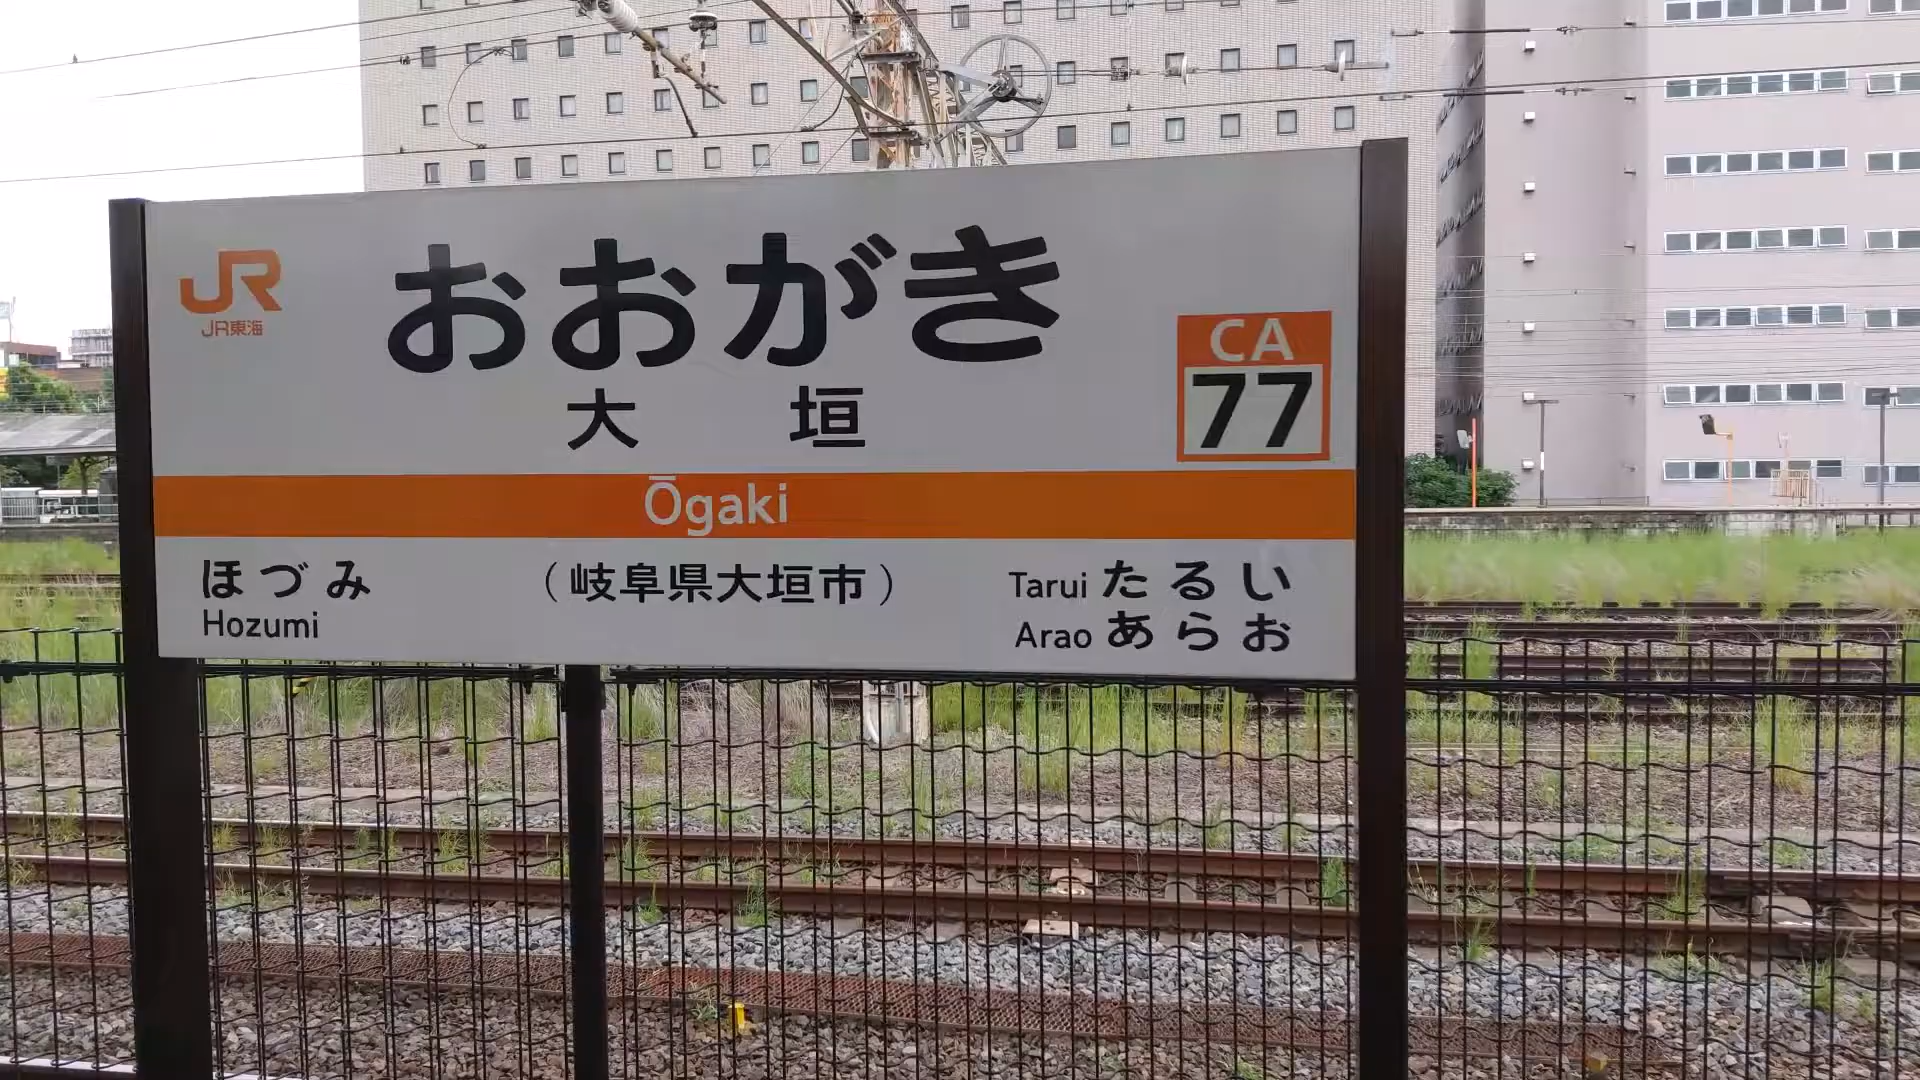 JR
JR東海
おおがき
大垣
CA
77
Ōgaki
ほづみ
Hozumi
（岐阜県大垣市）
Tarui たるい
Arao あらお